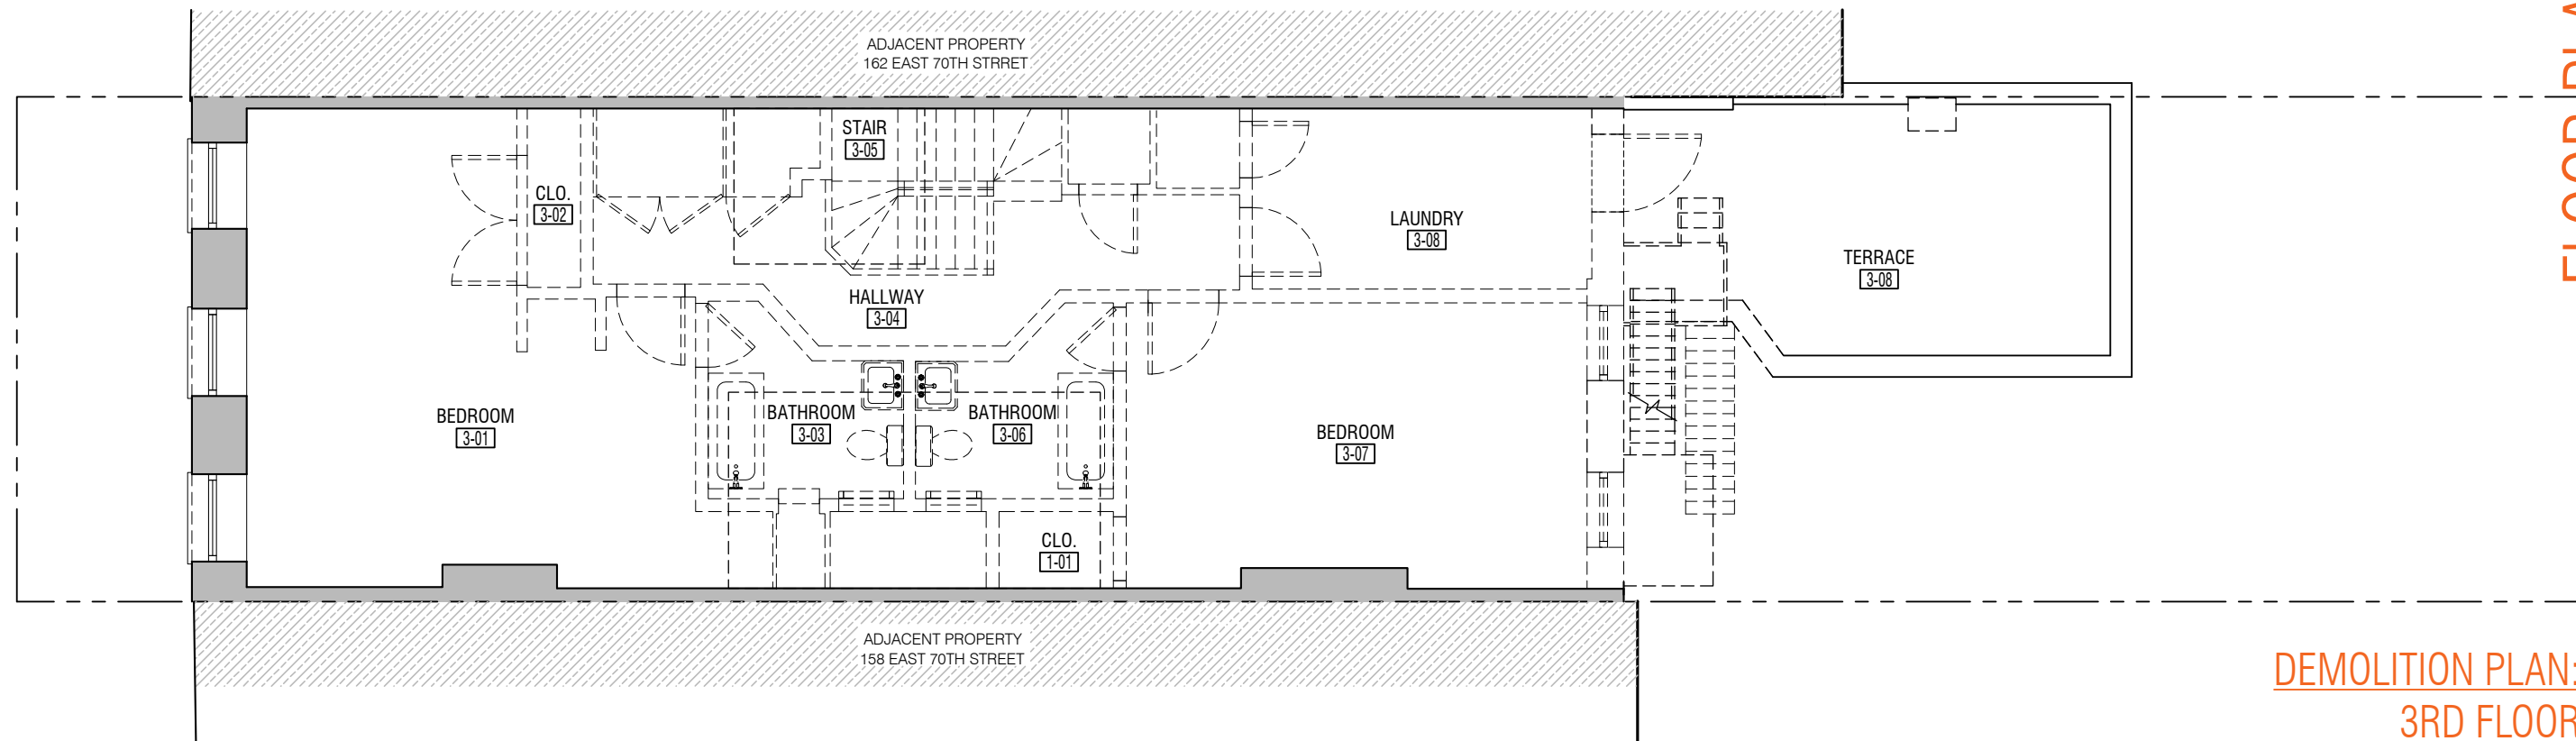 ADJACENT PROPERTY
162 EAST 70TH STRRET
STAIR
3-05
CLO.
3-02
LAUNDRY
3-08
TERRACE
3-08
HALLWAY
3-04
BEDROOM
3-01
BATHROOM
3-03
BATHROOM
3-06
BEDROOM
3-07
CLO.
1-01
ADJACENT PROPERTY
158 EAST 70TH STREET
FLOOR
DEMOLITION PLAN:
3RD FLOOR